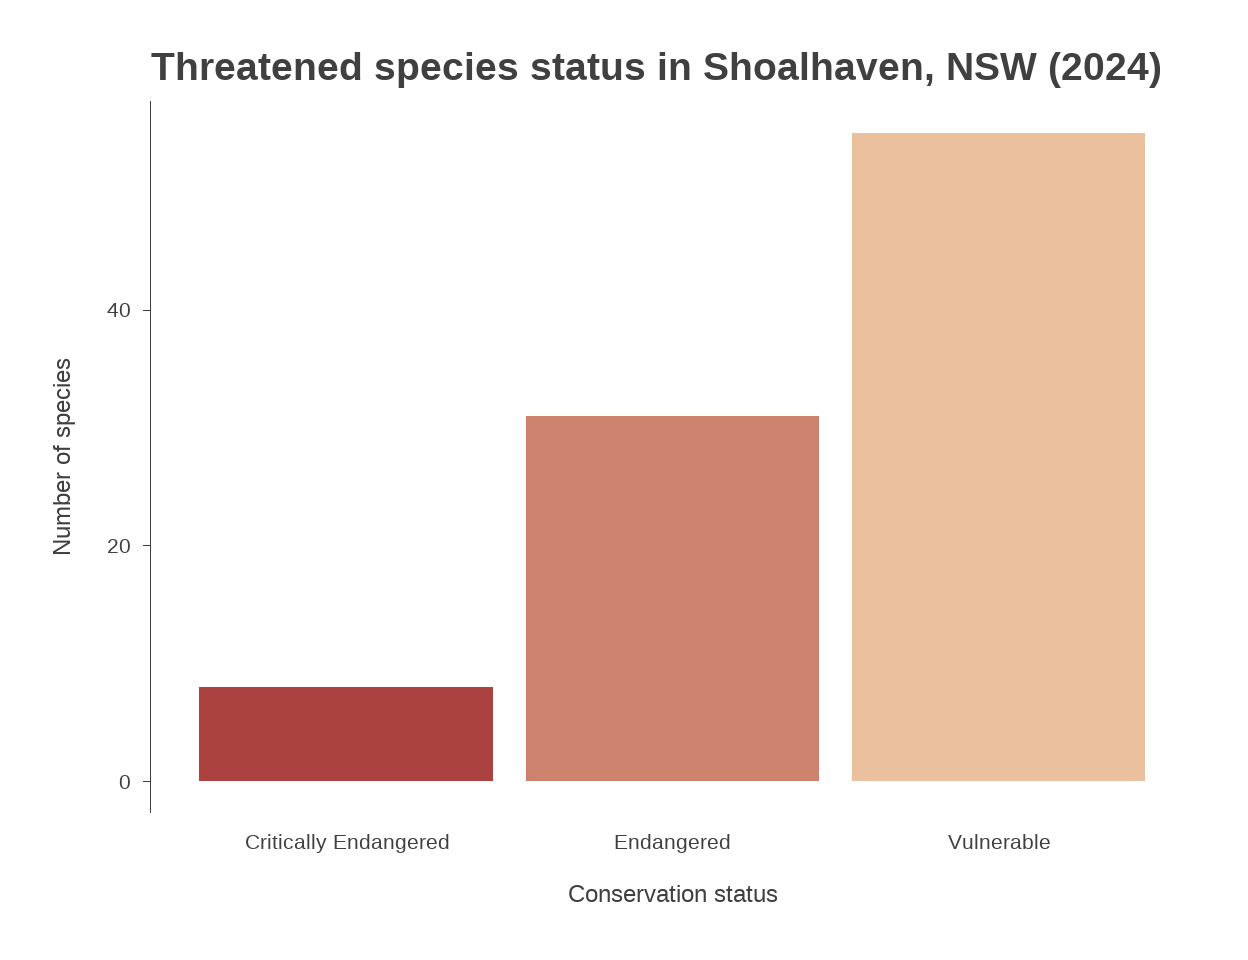 Threatened species status in Shoalhaven, NSW (2024)
Number of species
40
20
0
Critically Endangered
Endangered
Vulnerable
Conservation status